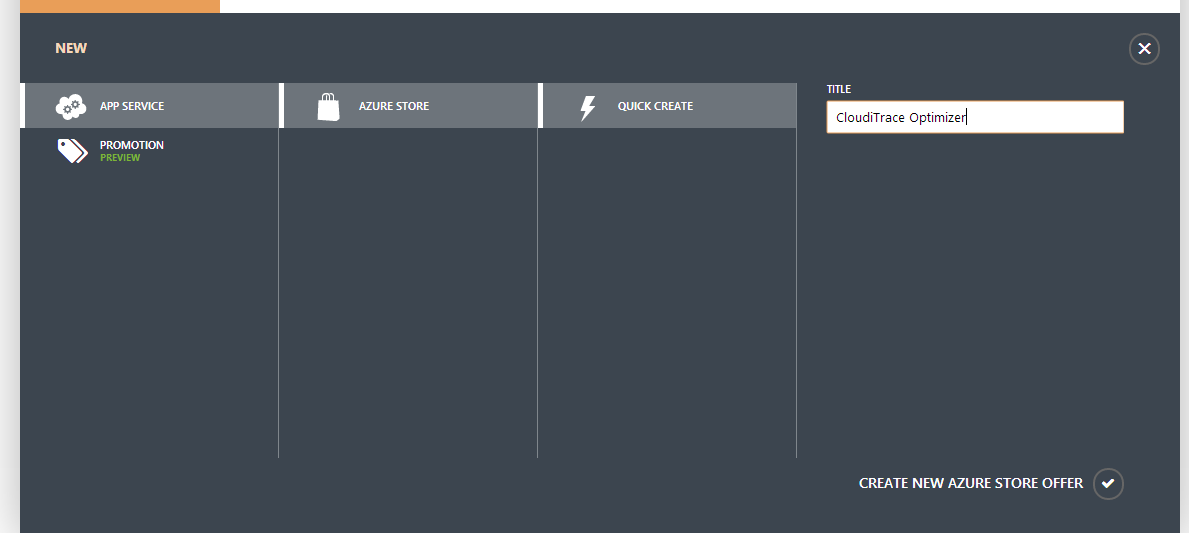 NEW
APP SERVICE
AZURE STORE
QUICK CREATE
TITLE
CloudiTrace Optimizer
PROMOTION
PREVIEW
CREATE NEW AZURE STORE OFFER